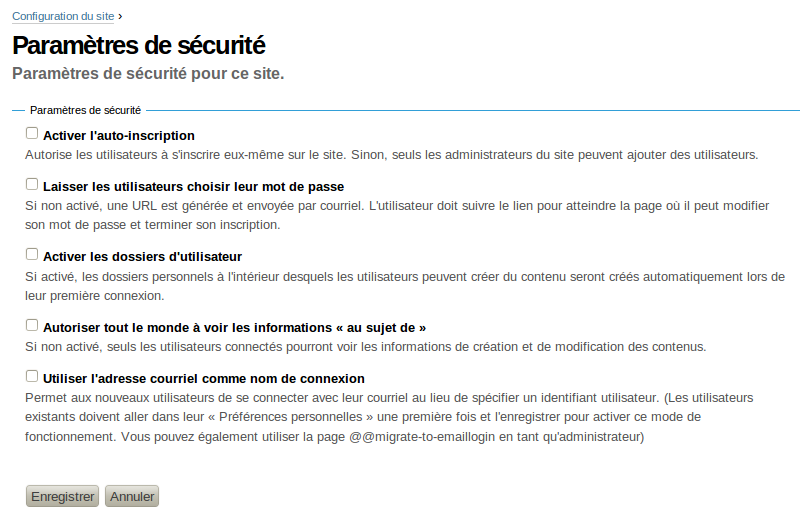 Configuration du site ›
Paramètres de sécurité
Paramètres de sécurité pour ce site.
Paramètres de sécurité
Activer l'auto-inscription
Autorise les utilisateurs à s'inscrire eux-même sur le site. Sinon, seuls les administrateurs du site peuvent ajouter des utilisateurs.
Laisser les utilisateurs choisir leur mot de passe
Si non activé, une URL est générée et envoyée par courriel. L'utilisateur doit suivre le lien pour atteindre la page où il peut modifier
son mot de passe et terminer son inscription.
Activer les dossiers d'utilisateur
Si activé, les dossiers personnels à l'intérieur desquels les utilisateurs peuvent créer du contenu seront créés automatiquement lors de
leur première connexion.
Autoriser tout le monde à voir les informations « au sujet de »
Si non activé, seuls les utilisateurs connectés pourront voir les informations de création et de modification des contenus.
Utiliser l'adresse courriel comme nom de connexion
Permet aux nouveaux utilisateurs de se connecter avec leur courriel au lieu de spécifier un identifiant utilisateur. (Les utilisateurs
existants doivent aller dans leur « Préférences personnelles » une première fois et l'enregistrer pour activer ce mode de
fonctionnement. Vous pouvez également utiliser la page @@migrate-to-emaillogin en tant qu'administrateur)
Enregistrer Annuler